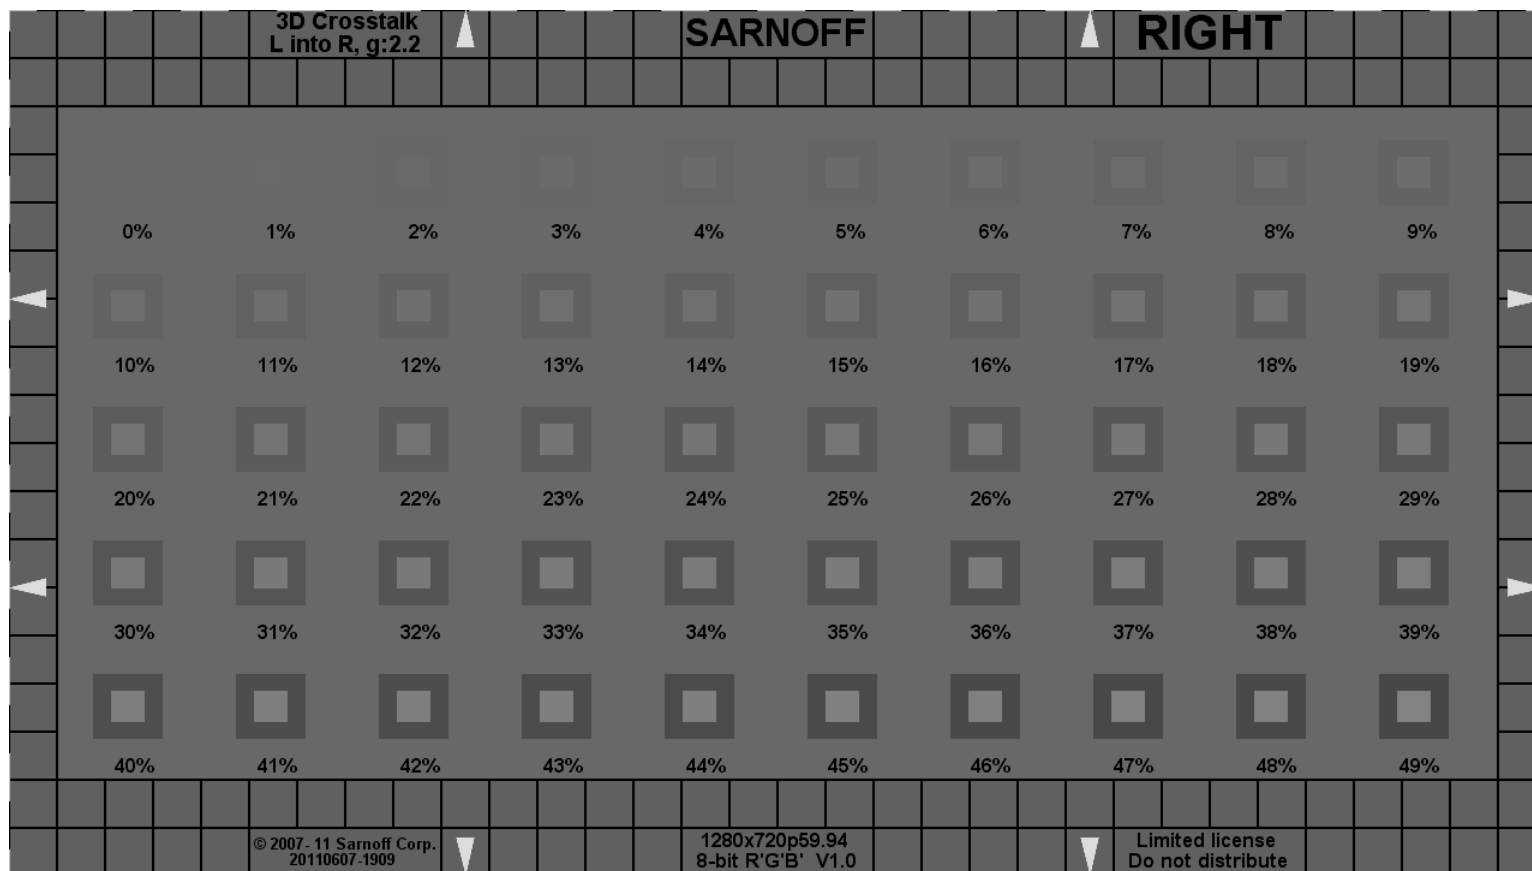 3D Crosstalk
L into R, g:2.2
SARNOFF
RIGHT
0% 1% 2% 3% 4% 5% 6% 7% 8% 9%
10% 11% 12% 13% 14% 15% 16% 17% 18% 19%
20% 21% 22% 23% 24% 25% 26% 27% 28% 29%
30% 31% 32% 33% 34% 35% 36% 37% 38% 39%
40% 41% 42% 43% 44% 45% 46% 47% 48% 49%
© 2007-11 Sarnoff Corp.
20110607-1909
1280x720p59.94
8-bit R'G'B' V1.0
Limited license
Do not distribute